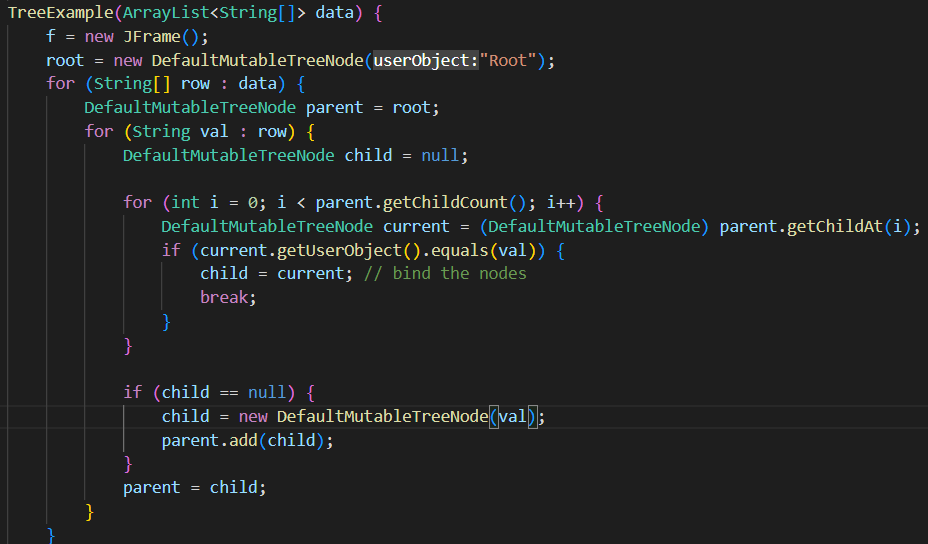 TreeExample(ArrayList<String[]> data) {
f = new JFrame();
root = new DefaultMutableTreeNode(userObject:"Root");
for (String[] row : data) {
DefaultMutableTreeNode parent = root;
for (String val : row) {
DefaultMutableTreeNode child = null;
for (int i = 0; i < parent.getChildCount(); i++) {
DefaultMutableTreeNode current = (DefaultMutableTreeNode) parent.getChildAt(i);
if (current.getUserObject().equals(val)) {
child = current; // bind the nodes
break;
}
}
if (child == null) {
child = new DefaultMutableTreeNode(val);
parent.add(child);
}
parent = child;
}
}